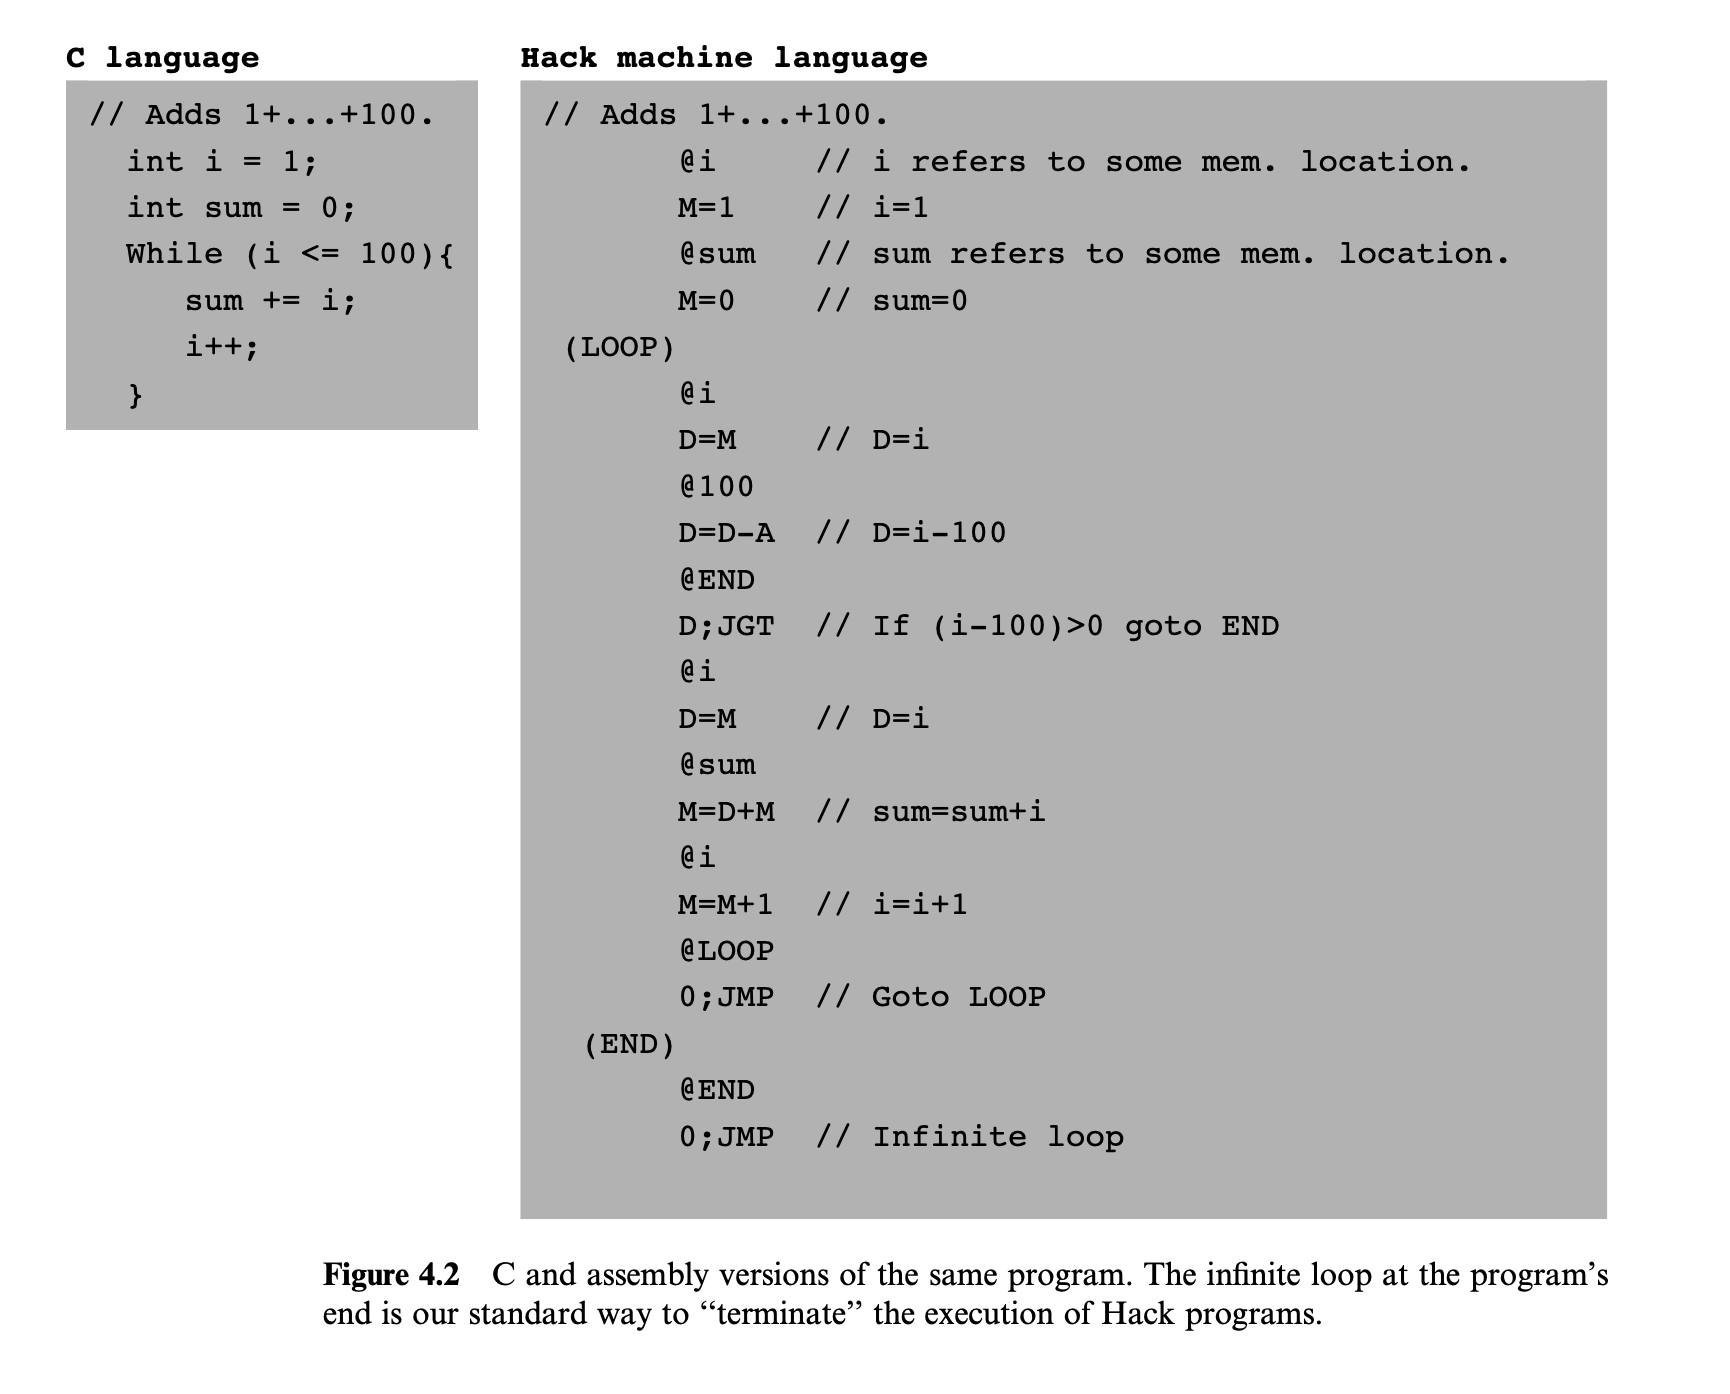 C language
// Adds 1+...+100.
int i = 1;
int sum = 0;
While (i <= 100){
sum += i;
i++;
}
Hack machine language
// Adds 1+...+100.
@i // i refers to some mem. location.
M=1 // i=1
@sum // sum refers to some mem. location.
M=0 // sum=0
(LOOP)
@i
D=M // D=i
@100
D=D-A // D=i-100
@END
D;JGT // If (i-100)>0 goto END
@i
D=M // D=i
@sum
M=D+M // sum=sum+i
@i
M=M+1 // i=i+1
@LOOP
0;JMP // Goto LOOP
(END)
@END
0;JMP // Infinite loop
Figure 4.2 C and assembly versions of the same program. The infinite loop at the program’s
end is our standard way to “terminate” the execution of Hack programs.